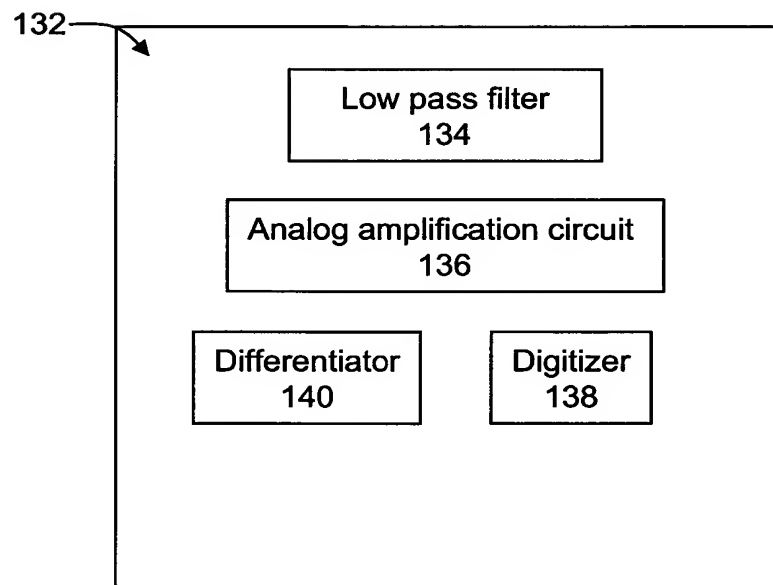 132
Low pass filter
134
Analog amplification circuit
136
Differentiator
140
Digitizer
138